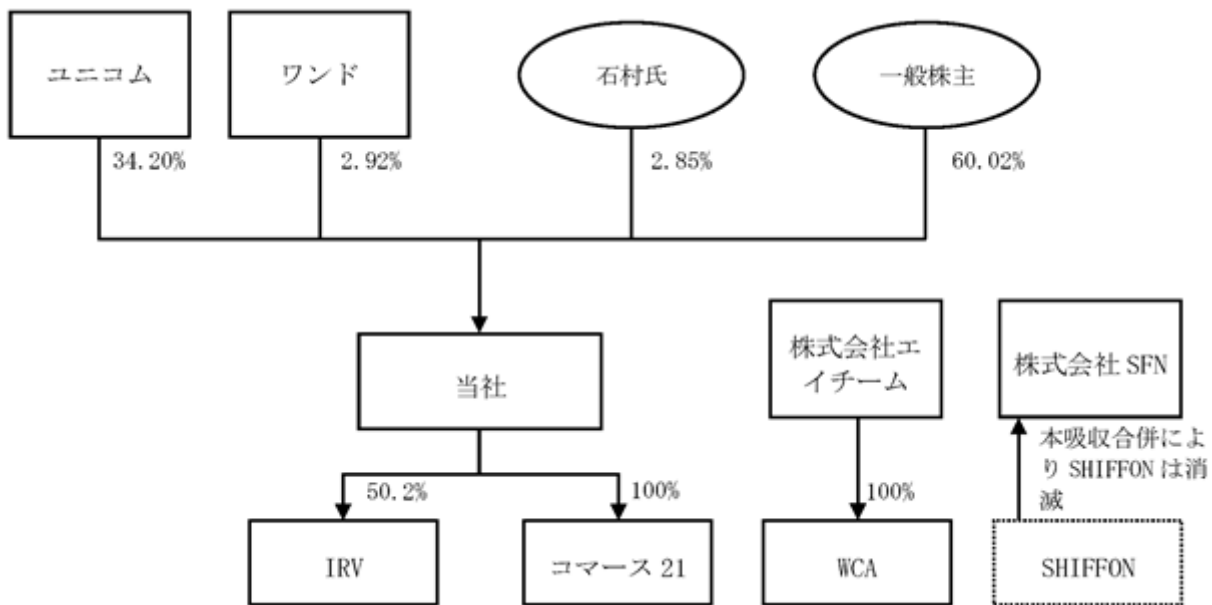 ユニコム
ワンド
石村氏
一般株主
34.20%
2.92%
2.85%
60.02%
当社
株式会社エ
イチーム
株式会社 SFN
本吸収合併によ
り SHIFFON は消
滅
50.2%
100%
100%
IRV
コマース 21
WCA
SHIFFON